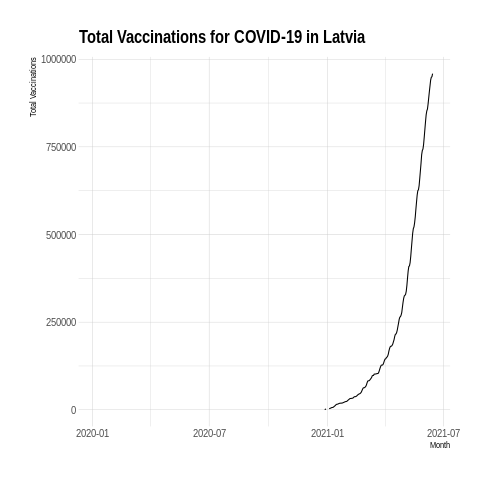 Total Vaccinations for COVID-19 in Latvia
Total Vaccinations
1000000
750000
500000
250000
0
2020-01 2020-07 2021-01 2021-07
Month